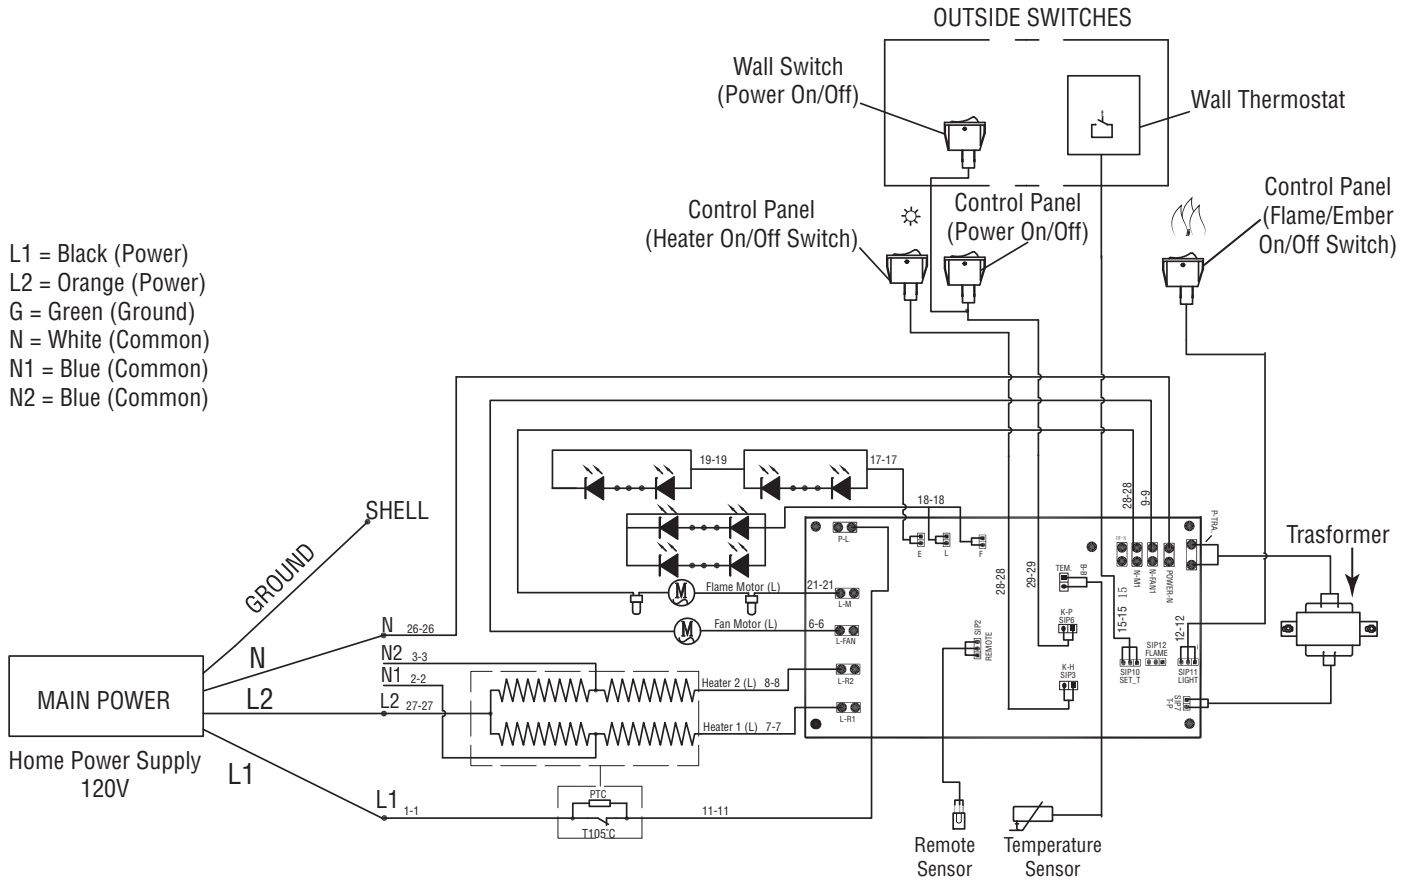 OUTSIDE SWITCHES
Wall Switch
(Power On/Off)
Wall Thermostat
Control Panel
(Heater On/Off Switch)
Control Panel
(Power On/Off)
Control Panel
(Flame/Ember
On/Off Switch)
L1 = Black (Power)
L2 = Orange (Power)
G = Green (Ground)
N = White (Common)
N1 = Blue (Common)
N2 = Blue (Common)
19-19
17-17
18-18
28-28
9-9
P-TRA.
SHELL
GROUND
P-L
E
L
F
N-M1
N-FAN1
POWER-N
Trasformer
Flame Motor (L)
21-21
L-M
28-28
29-29
TEM.
B-B
15-15
15
M
Fan Motor (L)
6-6
L-FAN
M
K-P
SIP6
SIP2
REMOTE
SIP12
FLAME
12-12
N
N
26-26
N2
3-3
N1
2-2
L2
L2
27-27
MAIN POWER
Heater 2 (L)
8-8
L-R2
K-H
SIP3
SIP10
SET_T
SIP11
LIGHT
SIP7
T-P
Heater 1 (L)
7-7
L-R1
Home Power Supply
120V
L1
L1
1-1
PTC
T105°C
11-11
Remote
Sensor
Temperature
Sensor